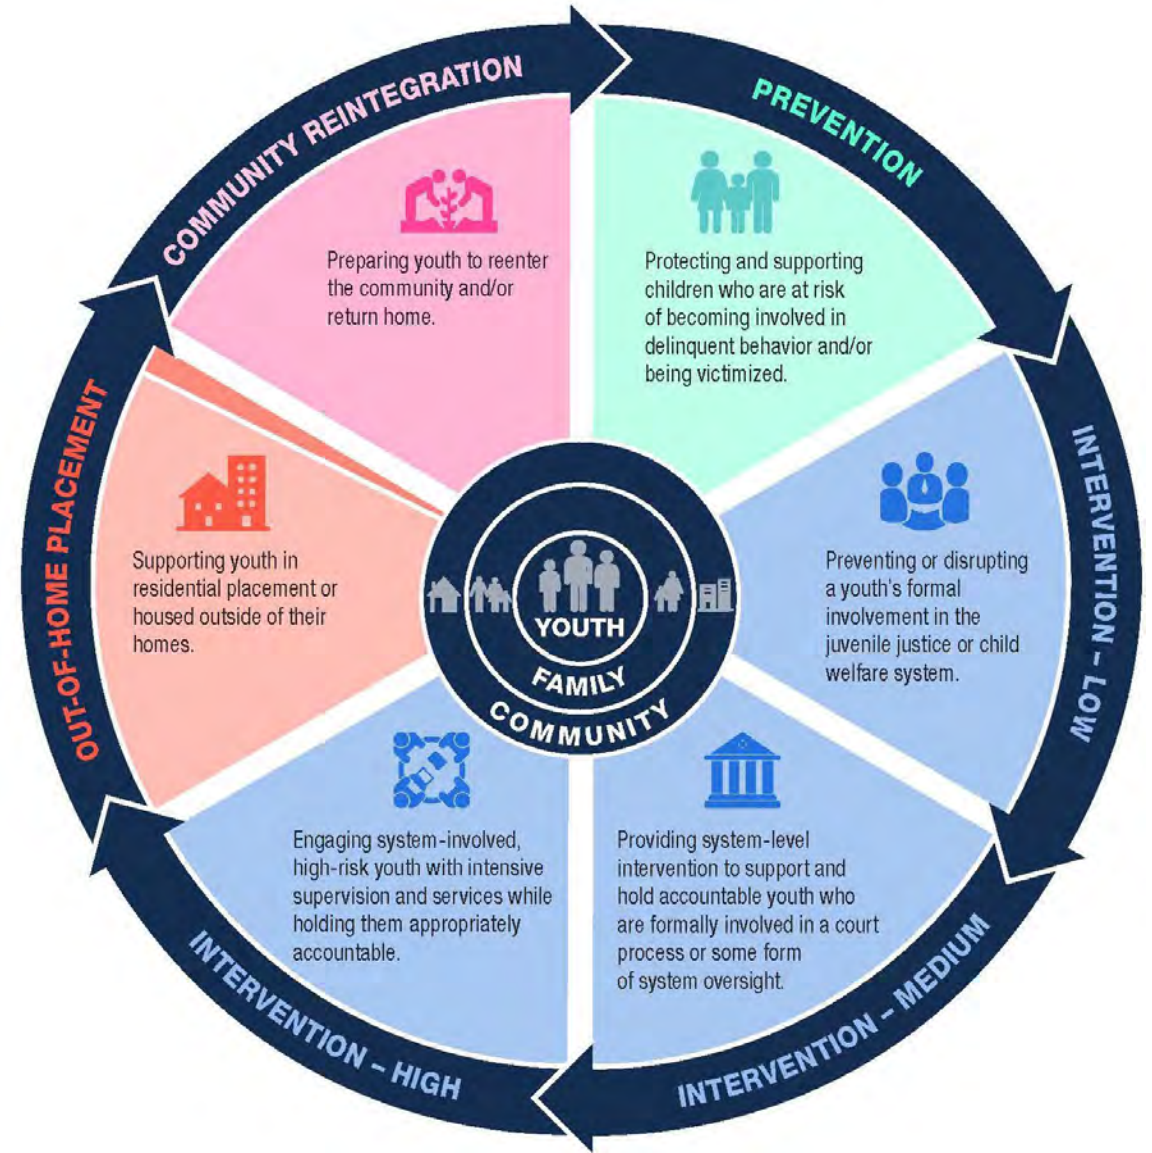 COMMUNITY REINTEGRATION
PREVENTION
Preparing youth to reenter
the community and/or
return home.
Protecting and supporting
children who are at risk
of becoming involved in
delinquent behavior and/or
being victimized.
OUT-OF-HOME PLACEMENT
INTERVENTION – LOW
Supporting youth in
residential placement or
housed outside of their
homes.
Preventing or disrupting
a youth's formal
involvement in the
juvenile justice or child
welfare system.
YOUTH
FAMILY
COMMUNITY
Engaging system-involved,
high-risk youth with intensive
supervision and services while
holding them appropriately
accountable.
Providing system-level
intervention to support and
hold accountable youth who
are formally involved in a court
process or some form
of system oversight.
INTERVENTION – HIGH
INTERVENTION – MEDIUM